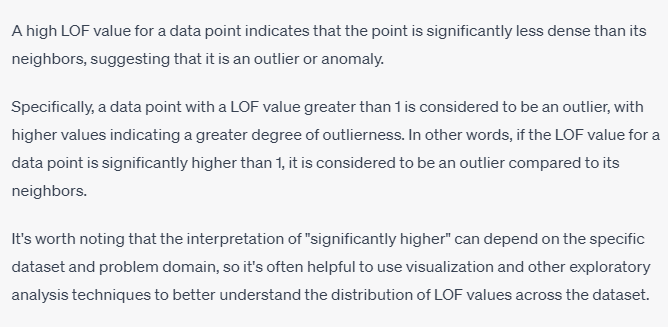 A high LOF value for a data point indicates that the point is significantly less dense than its
neighbors, suggesting that it is an outlier or anomaly.
Specifically, a data point with a LOF value greater than 1 is considered to be an outlier, with
higher values indicating a greater degree of outlierness. In other words, if the LOF value for a
data point is significantly higher than 1, it is considered to be an outlier compared to its
neighbors.
It's worth noting that the interpretation of "significantly higher" can depend on the specific
dataset and problem domain, so it's often helpful to use visualization and other exploratory
analysis techniques to better understand the distribution of LOF values across the dataset.